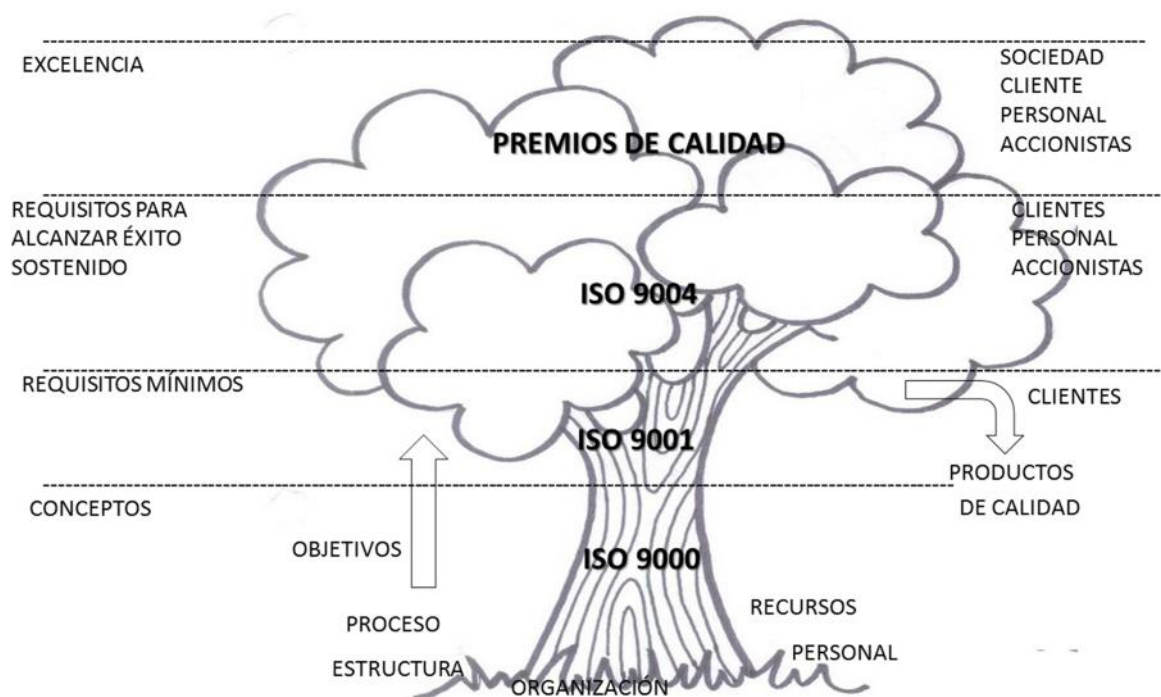 EXCELENCIA
SOCIEDAD
CLIENTE
PERSONAL
ACCIONISTAS
PREMIOS DE CALIDAD
REQUISITOS PARA
ALCANZAR ÉXITO
SOSTENIDO
CLIENTES
PERSONAL
ACCIONISTAS
ISO 9004
REQUISITOS MÍNIMOS
CLIENTES
ISO 9001
PRODUCTOS
DE CALIDAD
CONCEPTOS
OBJETIVOS
ISO 9000
PROCESO
RECURSOS
ESTRUCTURA
PERSONAL
ORGANIZACIÓN